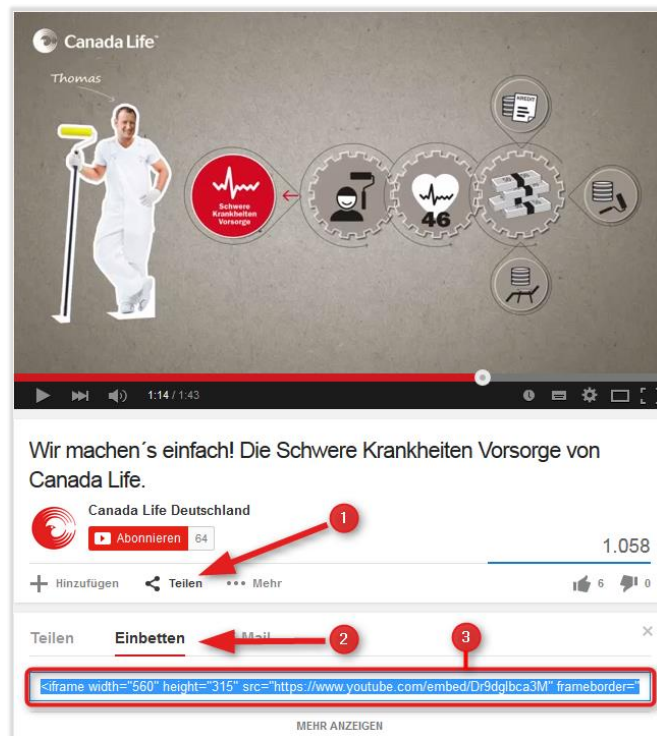 Canada Life™
Thomas
KREDIT
Schwere
Krankheiten
Vorsorge
46
1:14 / 1:43
Wir machen´s einfach! Die Schwere Krankheiten Vorsorge von
Canada Life.
Canada Life Deutschland
Abonnieren 64
1
1.058
Hinzufügen Teilen Mehr 6 0
Teilen Einbetten 2 Mail 3
<iframe width="560" height="315" src="https://www.youtube.com/embed/Dr9dglbca3M" frameborder="
MEHR ANZEIGEN